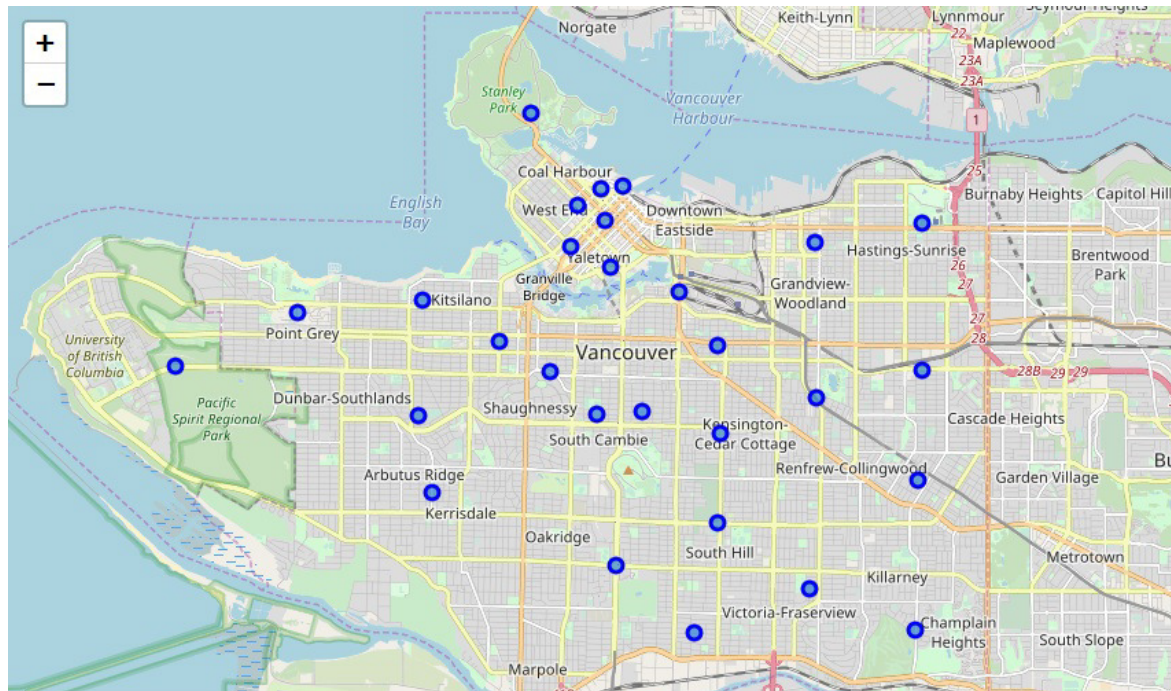 +
−
Norgate
Keith-Lynn
Lynnmour
22
Maplewood
23A
23A
Stanley
Park
Vancouver
Harbour
1
25
Coal Harbour
Burnaby Heights
Capitol Hill
English
Bay
West End
Downtown
Eastside
Hastings-Sunrise
Yaletown
26
Brentwood
Park
Granville
Bridge
Grandview-
Woodland
27
Kitsilano
Point Grey
27
28
University
of British
Columbia
Vancouver
28B
29
29
Pacific
Spirit Regional
Park
Dunbar-Southlands
Shaughnessy
Cascade Heights
South Cambie
Kensington-
Cedar Cottage
Bu
Arbutus Ridge
Renfrew-Collingwood
Garden Village
Kerrisdale
Oakridge
South Hill
Metrotown
Killarney
Victoria-Fraserview
Champlain
Heights
South Slope
Marpole